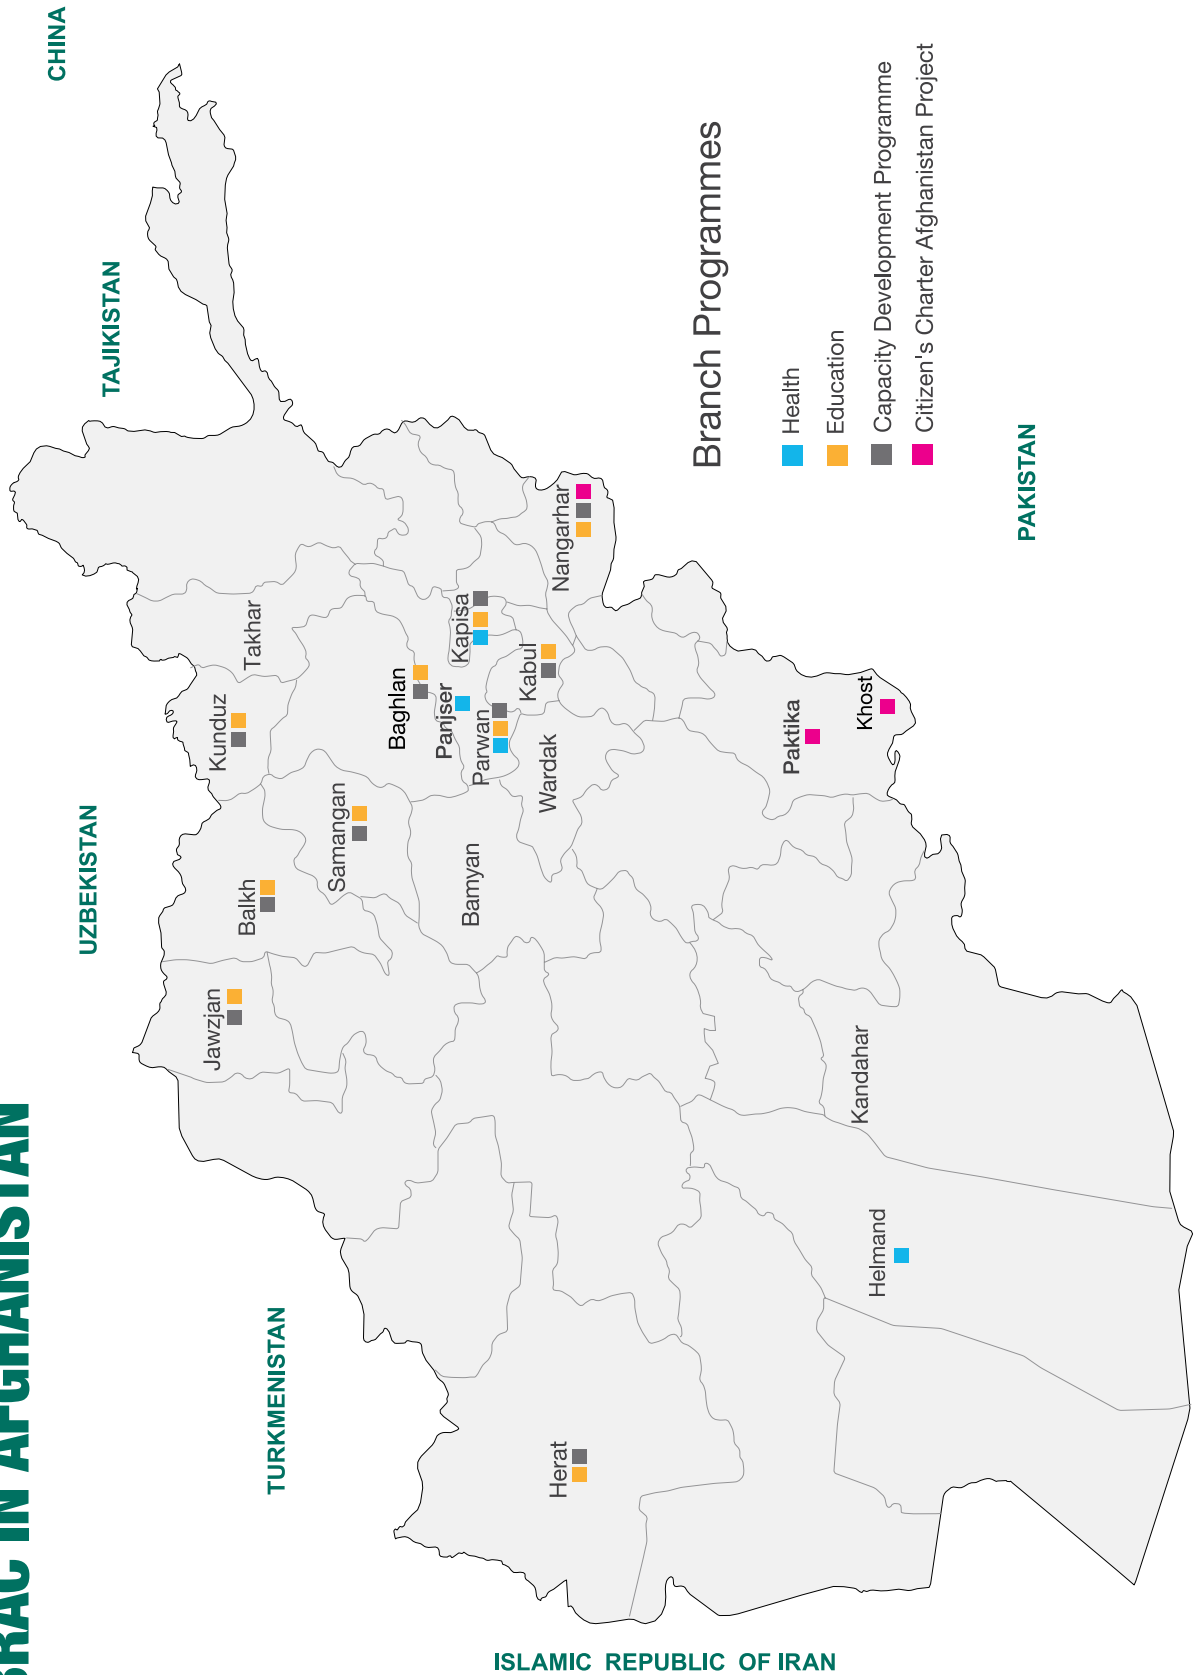 BRAC IN AFGHANISTAN
CHINA
UZBEKISTAN
TAJIKISTAN
TURKMENISTAN
Jawzjan
Kunduz
Balkh
Takhar
Samangan
Baghlan
Panjser
Kapisa
Bamyan
Parwan
Kabul
Wardak
Herat
Nangarhar
ISLAMIC REPUBLIC OF IRAN
Paktika
Khost
Kandahar
Helmand
Branch Programmes
Health
Education
Capacity Development Programme
Citizen's Charter Afghanistan Project
PAKISTAN